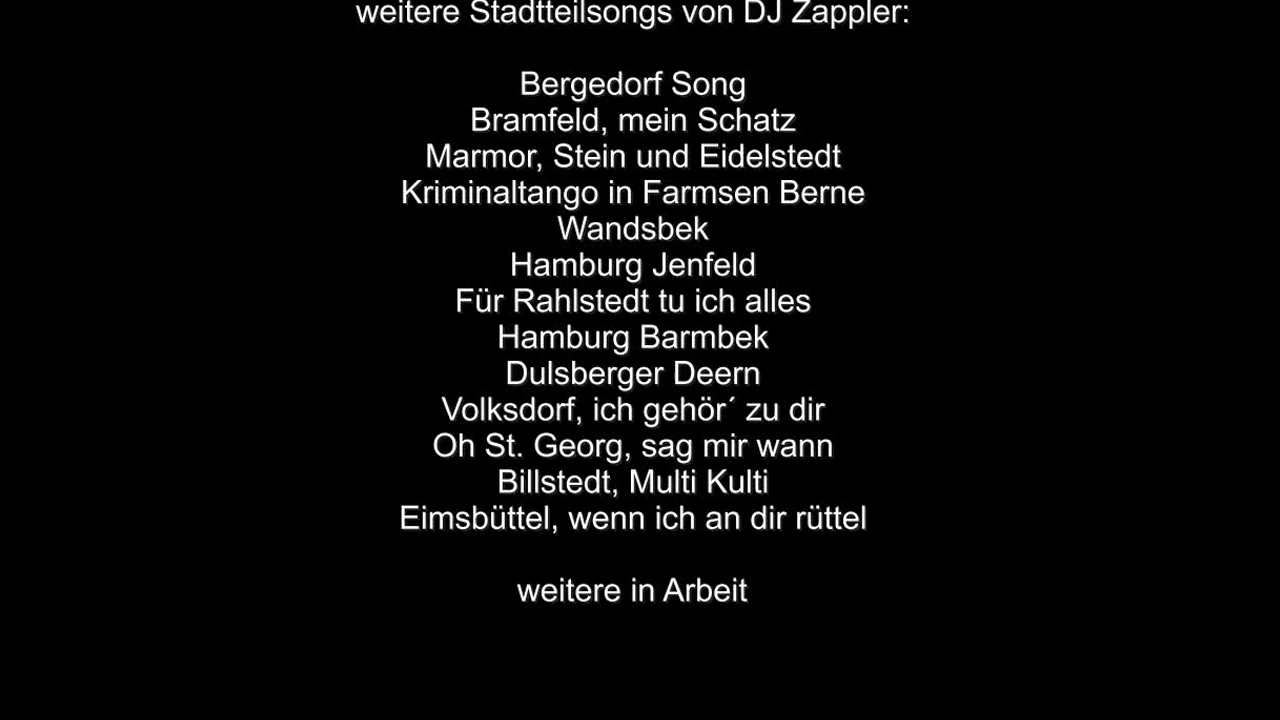 weitere Stadtteilsongs von DJ Zappler:
Bergedorf Song
Bramfeld, mein Schatz
Marmor, Stein und Eidelstedt
Kriminaltango in Farmsen Berne
Wandsbek
Hamburg Jenfeld
Für Rahlstedt tu ich alles
Hamburg Barmbek
Dulsberger Deern
Volksdorf, ich gehör´ zu dir
Oh St. Georg, sag mir wann
Billstedt, Multi Kulti
Eimsbüttel, wenn ich an dir rüttel
weitere in Arbeit